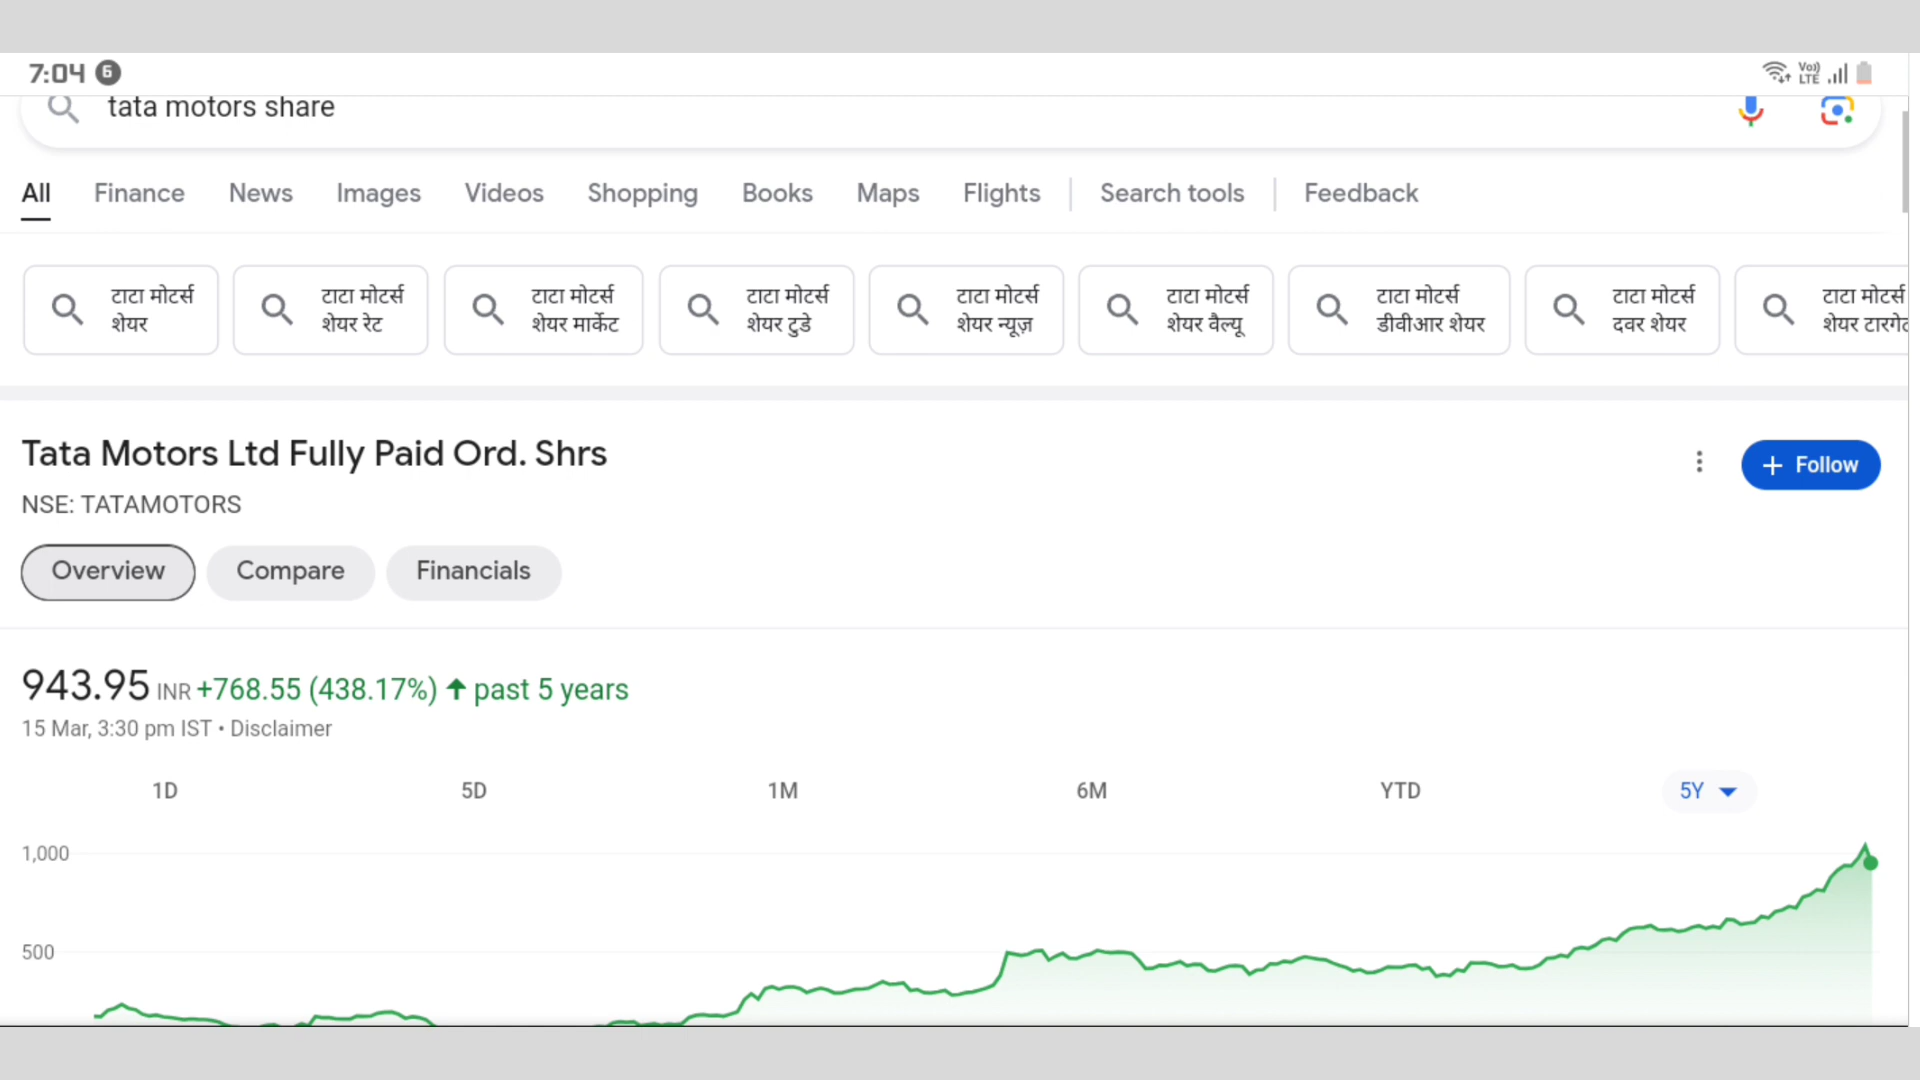 7:04 6
Vo)) LTE
tata motors share
All Finance News Images Videos Shopping Books Maps Flights Search tools Feedback
टाटा मोटर्स शेयर
टाटा मोटर्स शेयर रेट
टाटा मोटर्स शेयर मार्केट
टाटा मोटर्स शेयर टुडे
टाटा मोटर्स शेयर न्यूज़
टाटा मोटर्स शेयर वैल्यू
टाटा मोटर्स डीवीआर शेयर
टाटा मोटर्स दवर शेयर
टाटा मोटर्स शेयर
Tata Motors Ltd Fully Paid Ord. Shrs
+ Follow
NSE: TATAMOTORS
Overview Compare Financials
943.95 INR +768.55 (438.17%) ↑ past 5 years
15 Mar, 3:30 pm IST • Disclaimer
1D 5D 1M 6M YTD 5Y
1,000
500